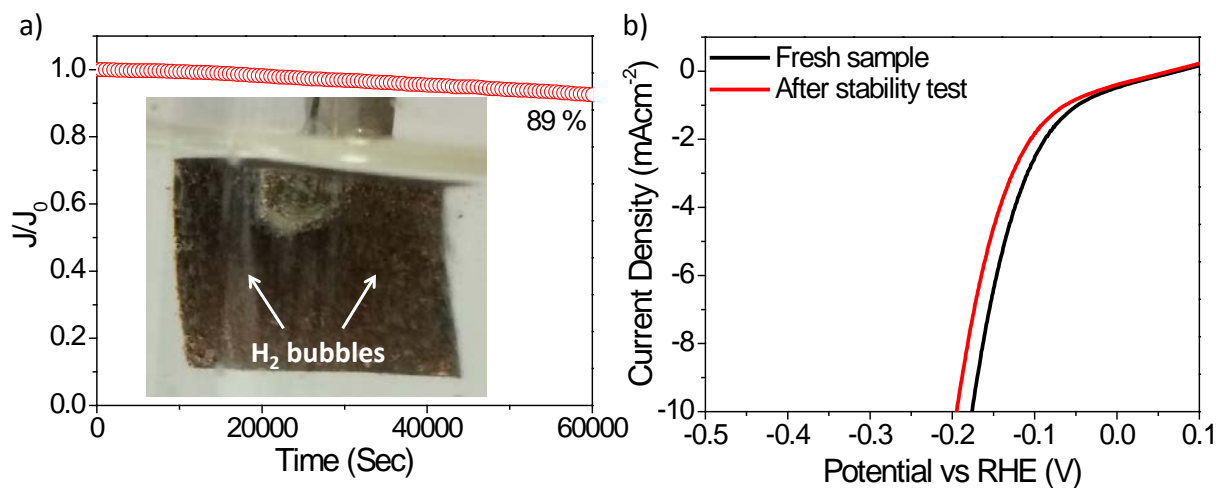 a)
J/J0
1.0
0.8
0.6
0.4
0.2
0.0
89 %
H2 bubbles
0 20000 40000 60000
Time (Sec)
b)
Fresh sample
After stability test
Current Density (mAcm-2)
0
-2
-4
-6
-8
-10
-0.5 -0.4 -0.3 -0.2 -0.1 0.0 0.1
Potential vs RHE (V)